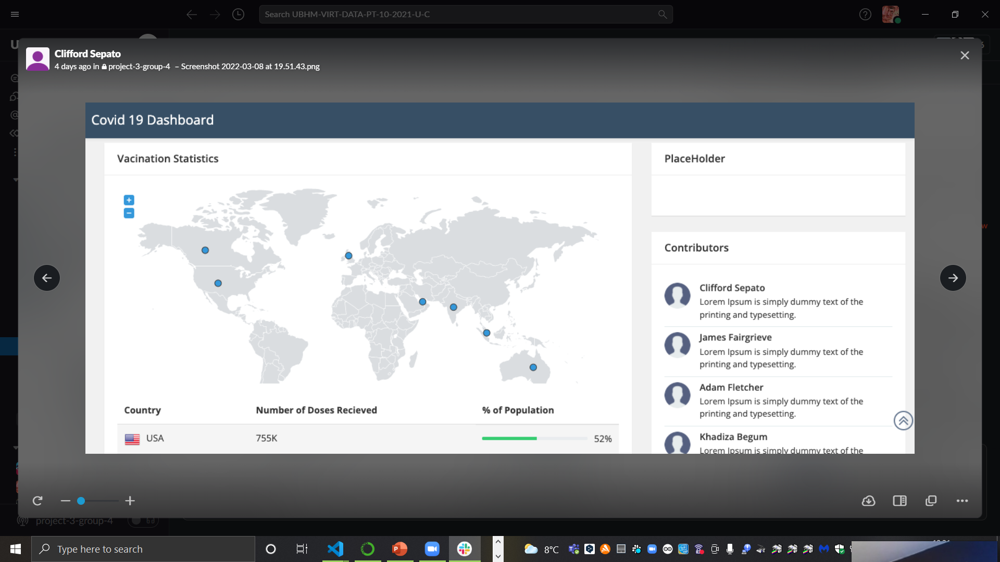 Search UBHM-VIRT-DATA-PT-10-2021-U-C
Clifford Sepato
4 days ago in project-3-group-4 – Screenshot 2022-03-08 at 19.51.43.png
Covid 19 Dashboard
Vacination Statistics
+
−
Country Number of Doses Recieved % of Population
USA 755K 52%
PlaceHolder
Contributors
Clifford Sepato
Lorem Ipsum is simply dummy text of the
printing and typesetting.
James Fairgrieve
Lorem Ipsum is simply dummy text of the
printing and typesetting.
Adam Fletcher
Lorem Ipsum is simply dummy text of the
printing and typesetting.
Khadiza Begum
Lorem Ipsum is simply dummy text of the
project-3-group-4
Type here to search
8°C